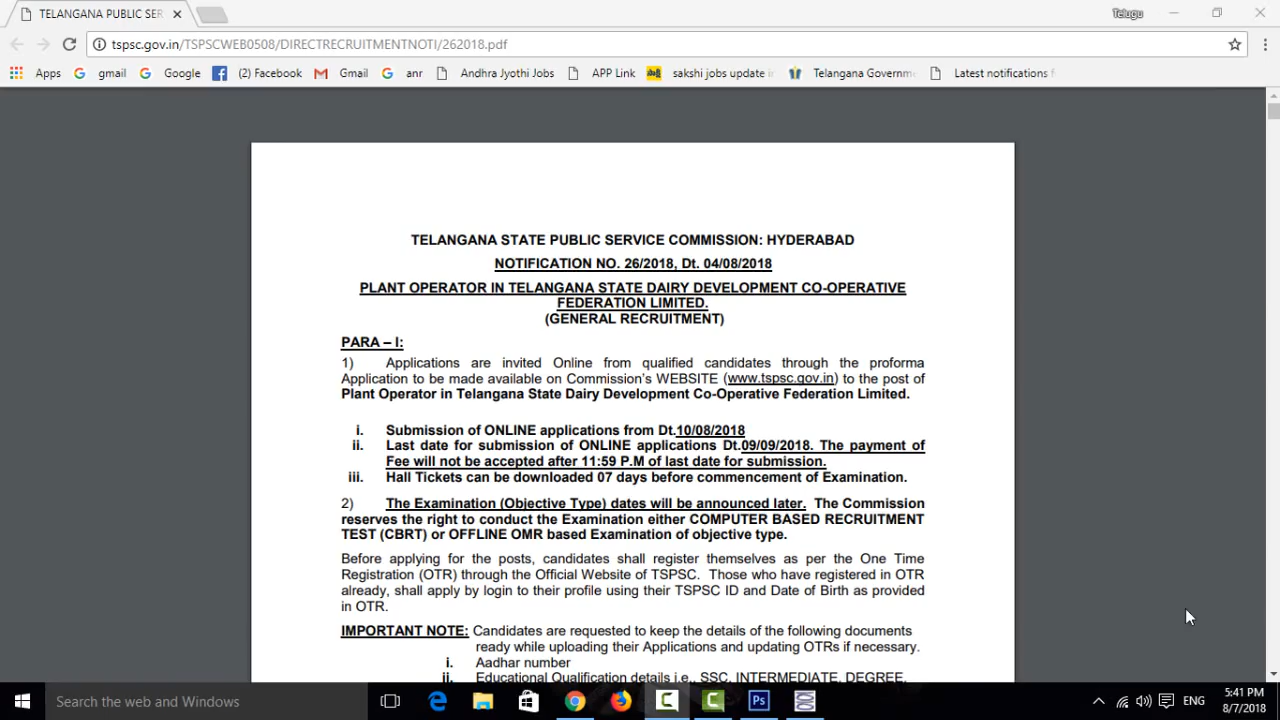 TELANGANA PUBLIC SER
Telugu
tspsc.gov.in/TSPSCWEB0508/DIRECTRECRUITMENTNOTI/262018.pdf
Apps gmail Google (2) Facebook Gmail anr Andhra Jyothi Jobs APP Link sakshi jobs update in Telangana Governme Latest notifications f
TELANGANA STATE PUBLIC SERVICE COMMISSION: HYDERABAD
NOTIFICATION NO. 26/2018, Dt. 04/08/2018
PLANT OPERATOR IN TELANGANA STATE DAIRY DEVELOPMENT CO-OPERATIVE
FEDERATION LIMITED.
(GENERAL RECRUITMENT)
PARA – I:
1) Applications are invited Online from qualified candidates through the proforma
Application to be made available on Commission's WEBSITE (www.tspsc.gov.in) to the post of
Plant Operator in Telangana State Dairy Development Co-Operative Federation Limited.
i. Submission of ONLINE applications from Dt.10/08/2018
ii. Last date for submission of ONLINE applications Dt.09/09/2018. The payment of
Fee will not be accepted after 11:59 P.M of last date for submission.
iii. Hall Tickets can be downloaded 07 days before commencement of Examination.
2) The Examination (Objective Type) dates will be announced later. The Commission
reserves the right to conduct the Examination either COMPUTER BASED RECRUITMENT
TEST (CBRT) or OFFLINE OMR based Examination of objective type.
Before applying for the posts, candidates shall register themselves as per the One Time
Registration (OTR) through the Official Website of TSPSC. Those who have registered in OTR
already, shall apply by login to their profile using their TSPSC ID and Date of Birth as provided
in OTR.
IMPORTANT NOTE: Candidates are requested to keep the details of the following documents
ready while uploading their Applications and updating OTRs if necessary.
i. Aadhar number
ii. Educational Qualification details i.e., SSC, INTERMEDIATE, DEGREE,
Search the web and Windows
Ps
ENG
5:41 PM
8/7/2018